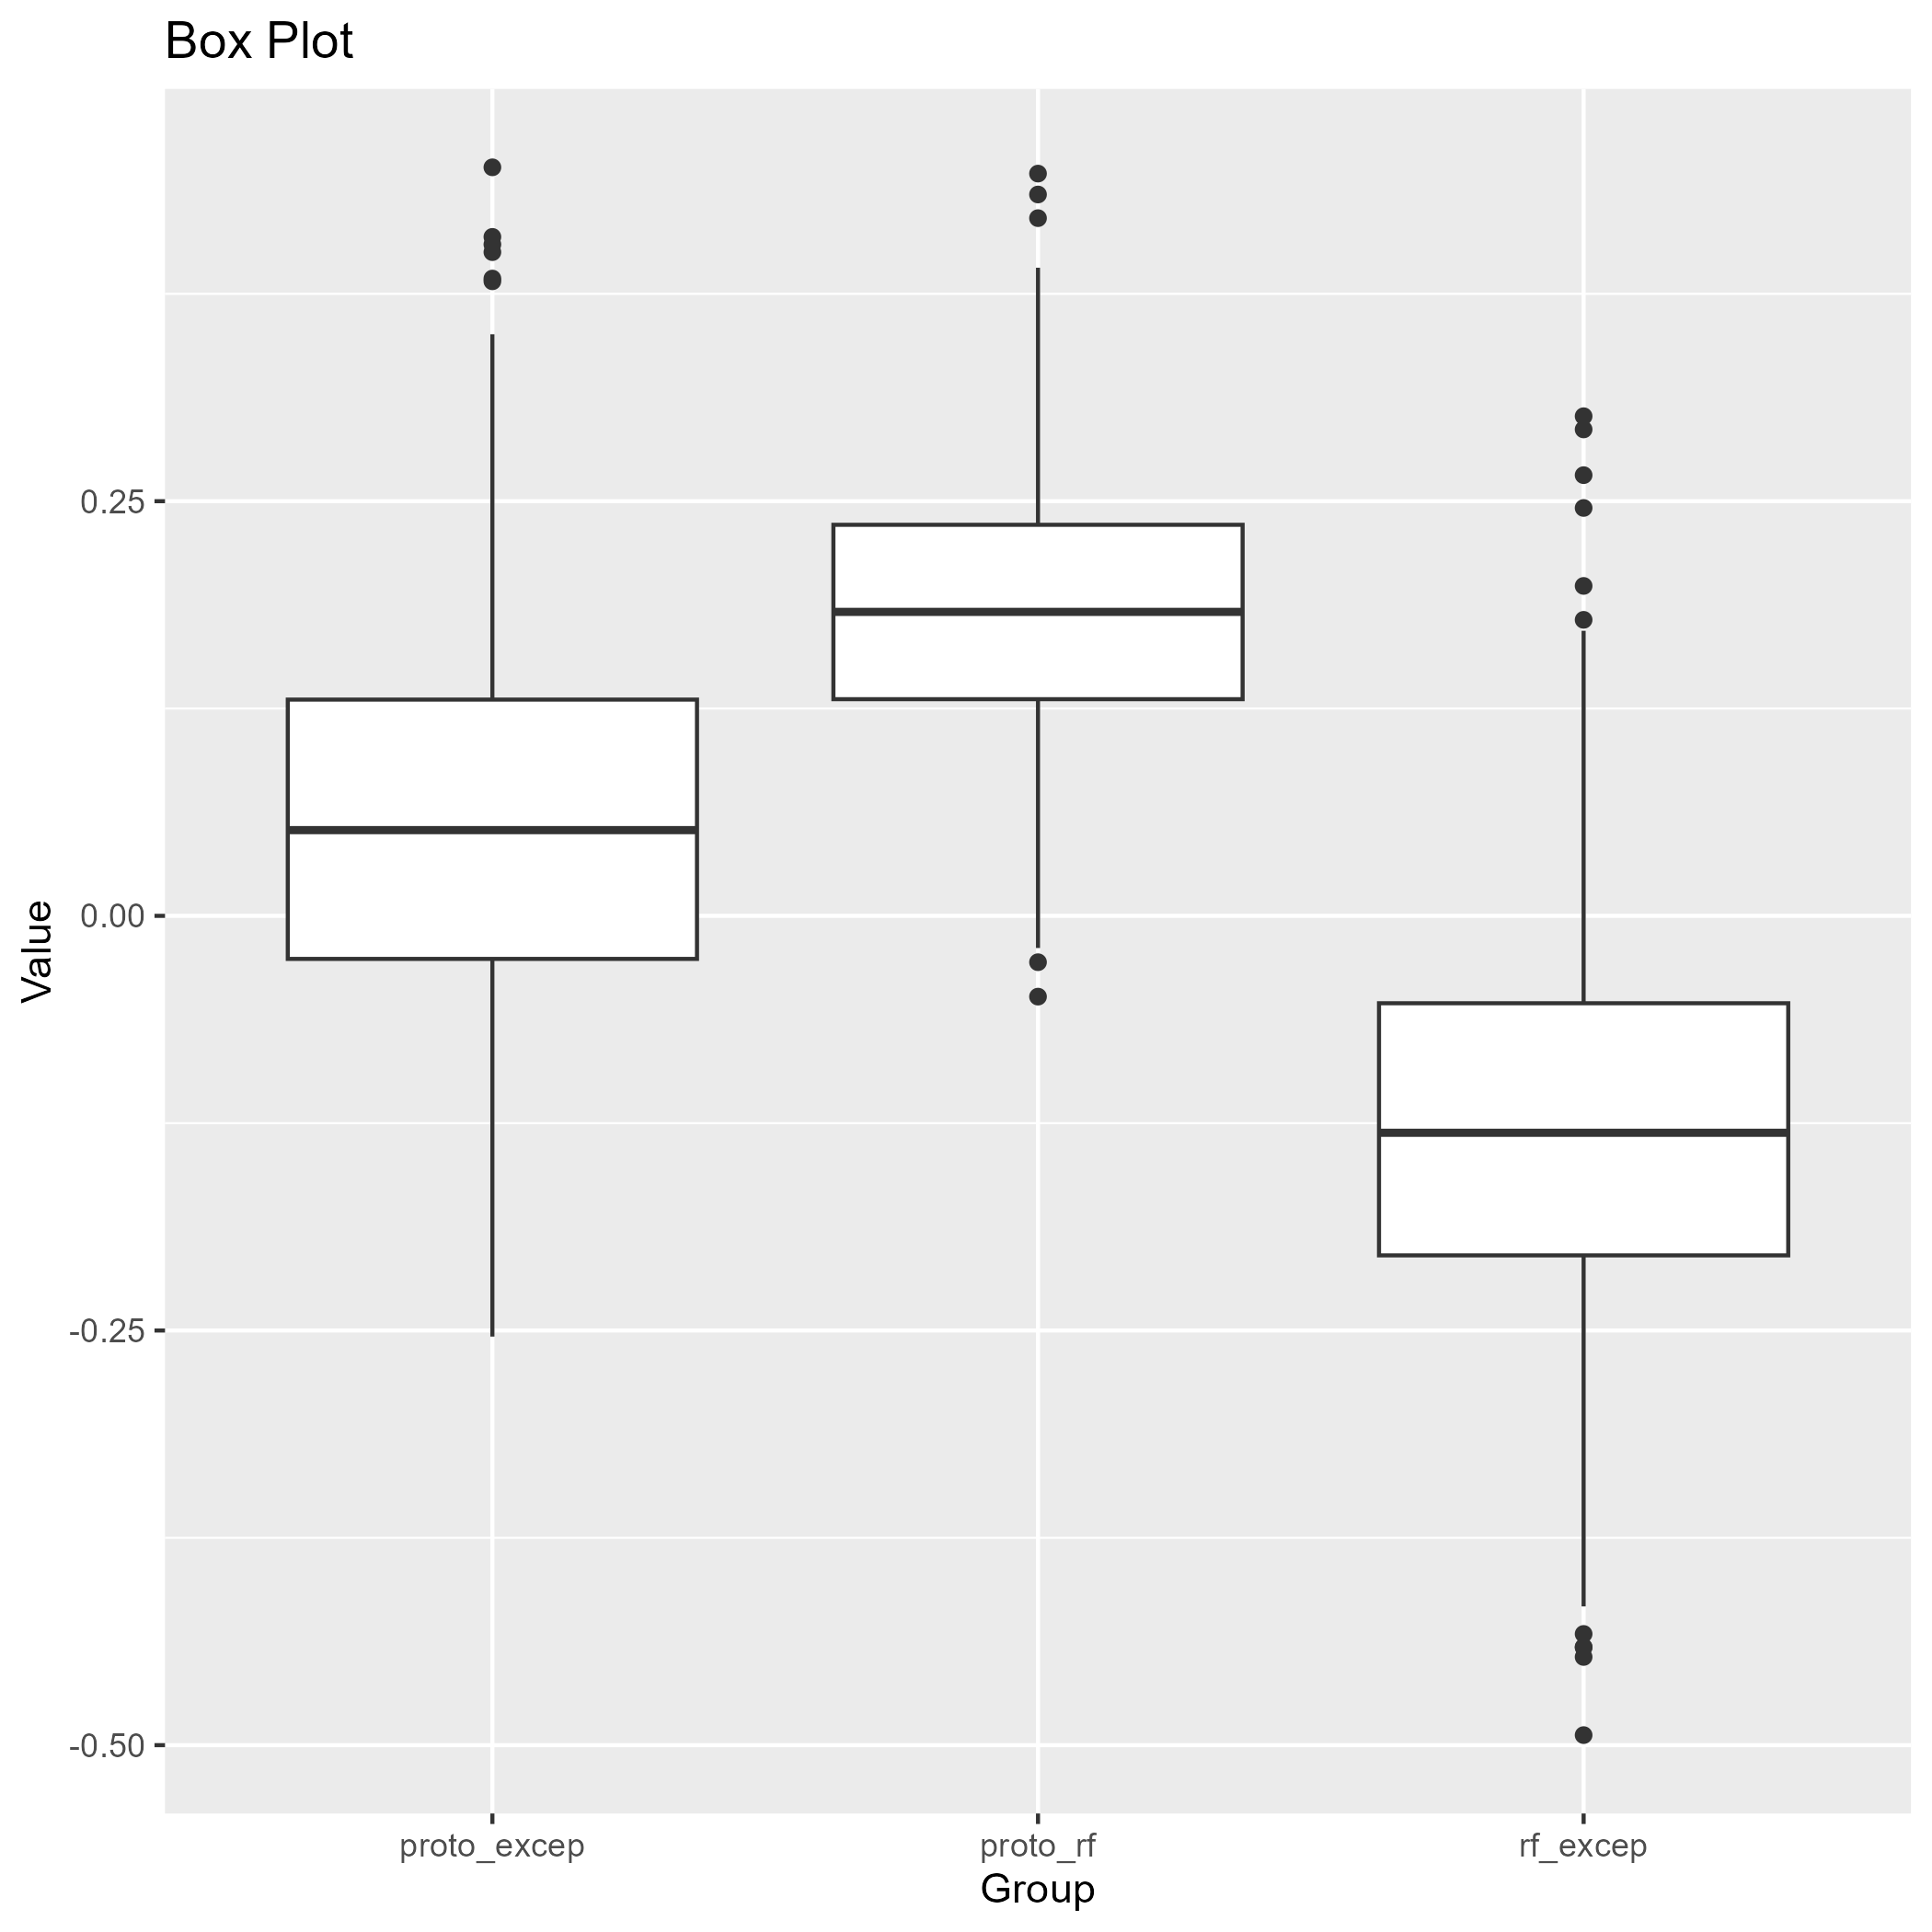 Box Plot
Value
0.25
0.00
-0.25
-0.50
proto_excep
proto_rf
rf_excep
Group